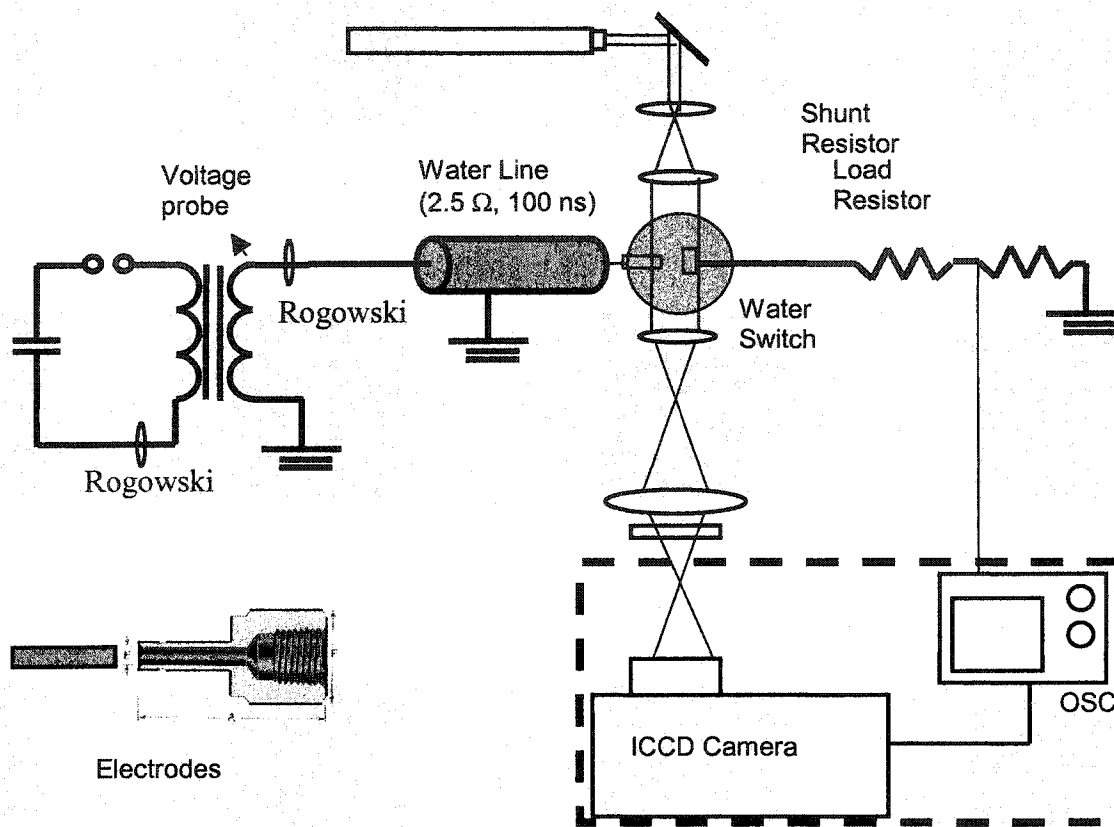 Shunt
Resistor
Load
Resistor
Water Line
(2.5 Ω, 100 ns)
Voltage
probe
Rogowski
Water
Switch
Rogowski
OSC
ICCD Camera
A
Electrodes